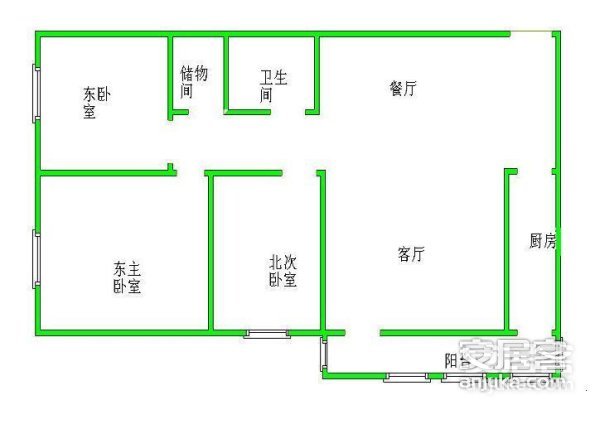 东卧
室
储物
间
卫生
间
餐厅
东主
卧室
北次
卧室
客厅
厨房
阳台
安居客
anjuke.com